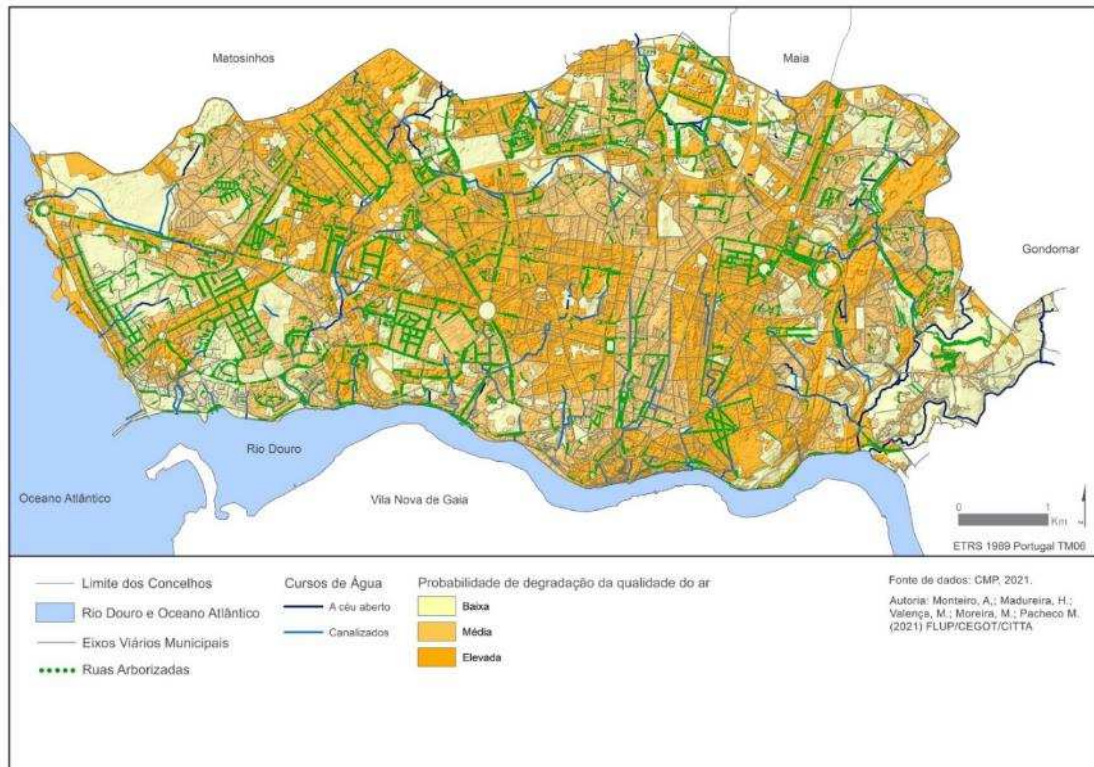 Matosinhos
Maia
Gondomar
Rio Douro
Oceano Atlântico
Vila Nova de Gaia
0 1
Km
ETRS 1989 Portugal TM06
Limite dos Concelhos
Rio Douro e Oceano Atlântico
Eixos Viários Municipais
Ruas Arborizadas
Cursos de Água
A céu aberto
Canalizados
Probabilidade de degradação da qualidade do ar
Baixa
Média
Elevada
Fonte de dados: CMP, 2021.
Autoria: Monteiro, A,; Madureira, H.;
Valença, M.; Moreira, M.; Pacheco M.
(2021) FLUP/CEGOT/CITTA